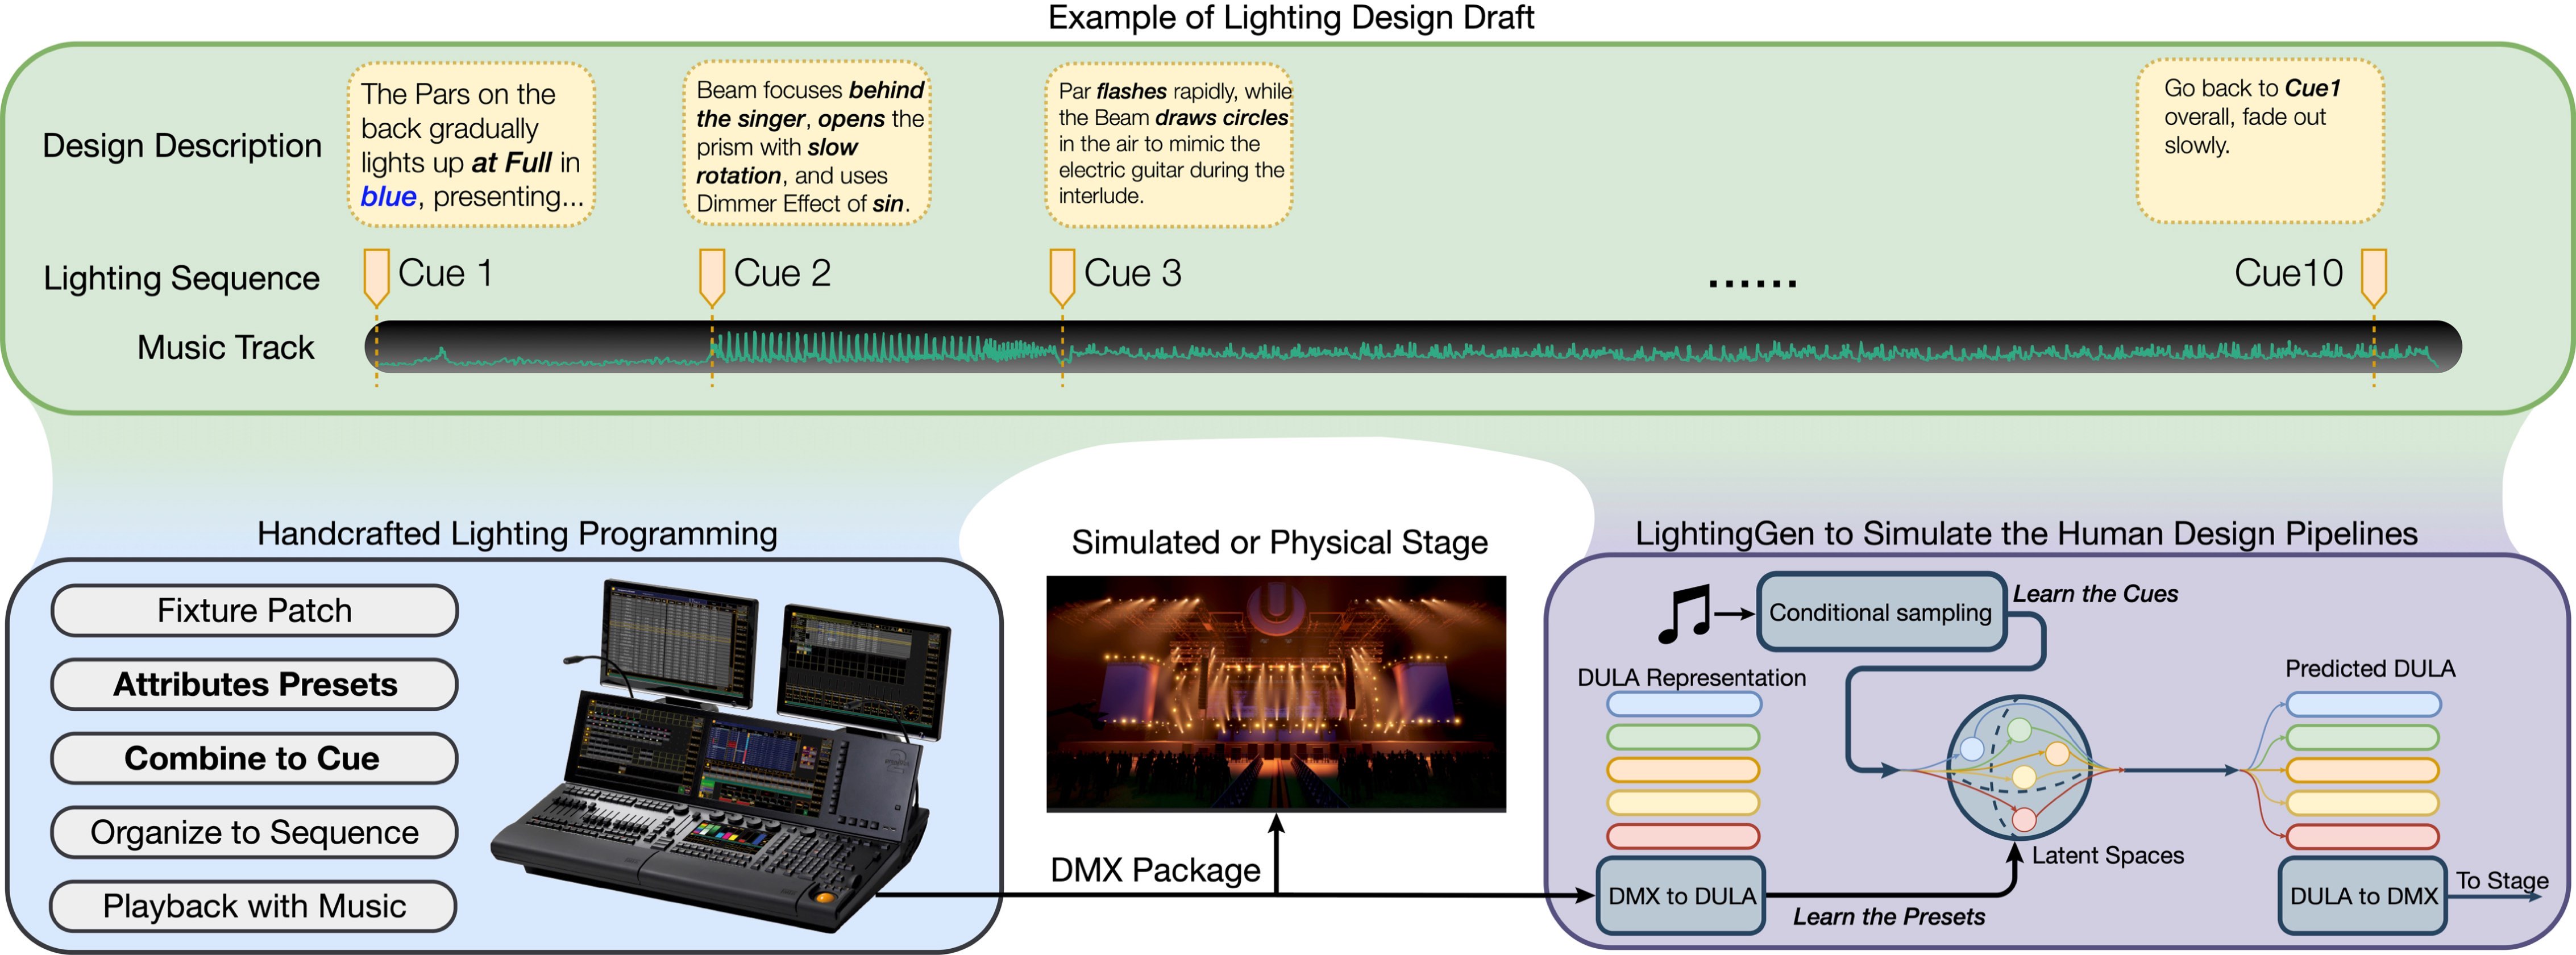 Example of Lighting Design Draft
Design Description
The Pars on the
back gradually
lights up at Full in
blue, presenting...
Beam focuses behind
the singer, opens the
prism with slow
rotation, and uses
Dimmer Effect of sin.
Par flashes rapidly, while
the Beam draws circles
in the air to mimic the
electric guitar during the
interlude.
Go back to Cue1
overall, fade out
slowly.
Lighting Sequence
Cue 1
Cue 2
Cue 3
......
Cue10
Music Track
Handcrafted Lighting Programming
Fixture Patch
Attributes Presets
Combine to Cue
Organize to Sequence
Playback with Music
Simulated or Physical Stage
DMX Package
LightingGen to Simulate the Human Design Pipelines
Conditional sampling
Learn the Cues
DULA Representation
Predicted DULA
Latent Spaces
DMX to DULA
Learn the Presets
DULA to DMX
To Stage